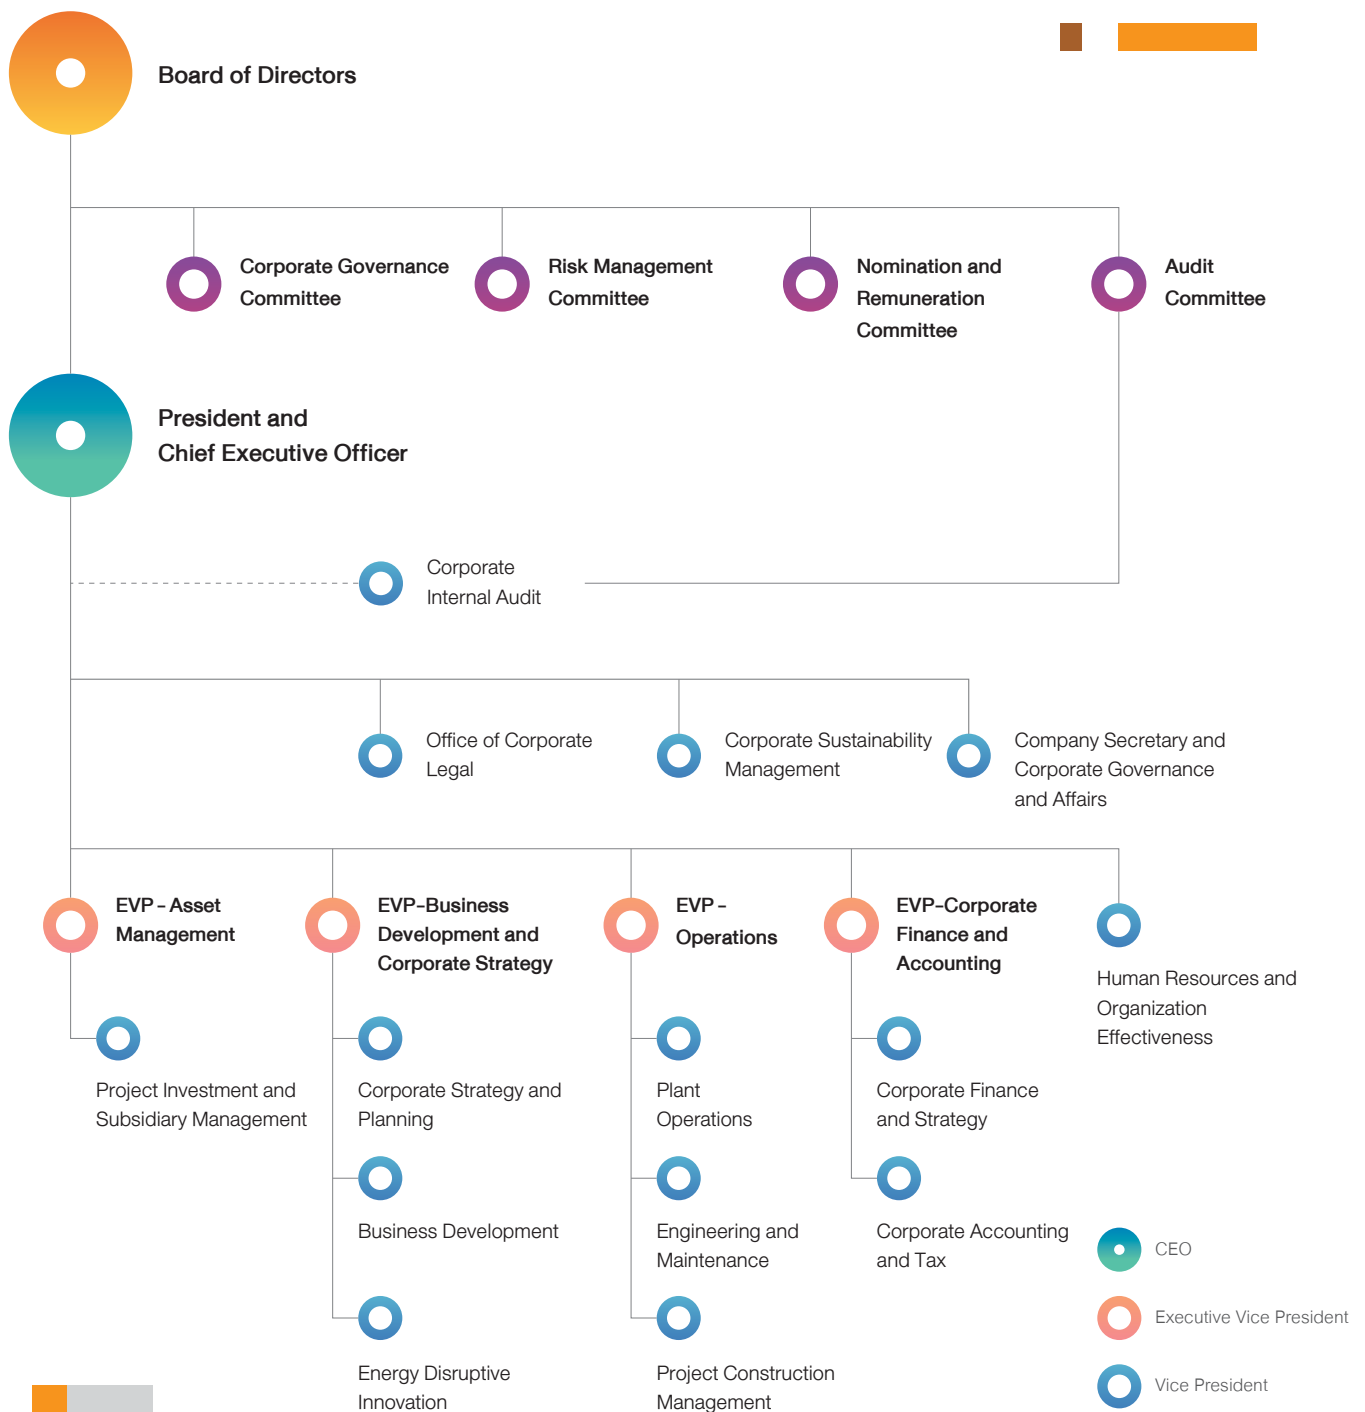 Board of Directors
Corporate Governance
Committee
Risk Management
Committee
Nomination and
Remuneration
Committee
Audit
Committee
President and
Chief Executive Officer
Corporate
Internal Audit
Office of Corporate
Legal
Corporate Sustainability
Management
Company Secretary and
Corporate Governance
and Affairs
EVP - Asset
Management
EVP-Business
Development and
Corporate Strategy
EVP -
Operations
EVP-Corporate
Finance and
Accounting
Human Resources and
Organization
Effectiveness
Project Investment and
Subsidiary Management
Corporate Strategy and
Planning
Plant
Operations
Corporate Finance
and Strategy
Business Development
Engineering and
Maintenance
Corporate Accounting
and Tax
Energy Disruptive
Innovation
Project Construction
Management
CEO
Executive Vice President
Vice President